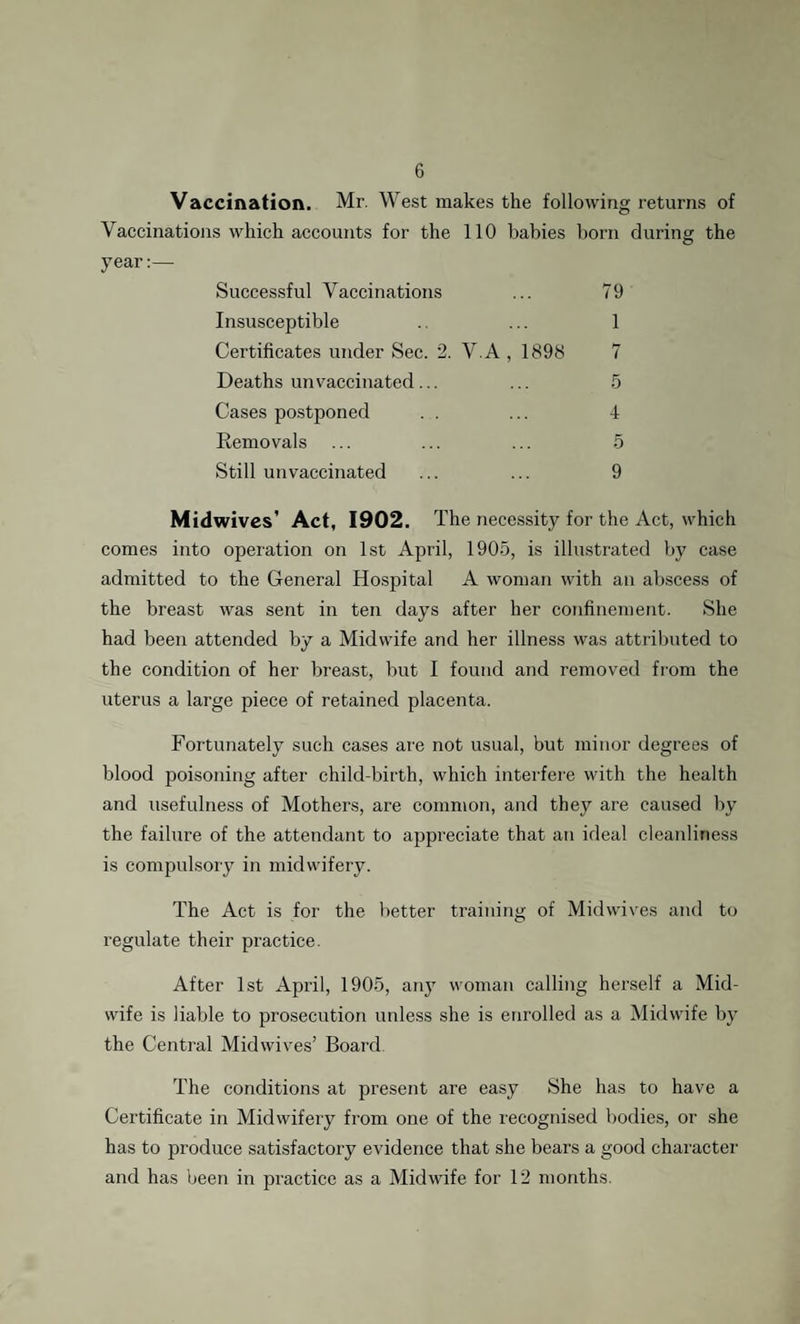 6
Vaccination. Mr. West makes the following returns of
Vaccinations which accounts for the 110 babies born during the
year:—
Successful Vaccinations ... 79
Insusceptible .. ... 1
Certificates under Sec. 2. V.A , 1898 7
Deaths unvaccinated... ... 5
Cases postponed . . ... 4
Removals ... ... ... 5
Still unvaccinated ... ... 9
Midwives' Act, 1902. The necessity for the Act, which
comes into operation on 1st April, 1905, is illustrated by case
admitted to the General Hospital A woman with an abscess of
the breast was sent in ten days after her confinement. She
had been attended by a Midwife and her illness was attributed to
the condition of her breast, but I found and removed from the
uterus a large piece of retained placenta.
Fortunately such cases are not usual, but minor degrees of
blood poisoning after child-birth, which interfere with the health
and usefulness of Mothers, are common, and they are caused by
the failure of the attendant to appreciate that an ideal cleanliness
is compulsory in midwifery.
The Act is for the better training of Midwives and to
regulate their practice.
After 1st April, 1905, any woman calling herself a Mid-
wife is liable to prosecution unless she is enrolled as a Midwife by
the Central Midwives' Board.
The conditions at present are easy She has to have a
Certificate in Midwifery from one of the recognised bodies, or she
has to produce satisfactory evidence that she bears a good character
and has been in practice as a Midwife for 12 months.